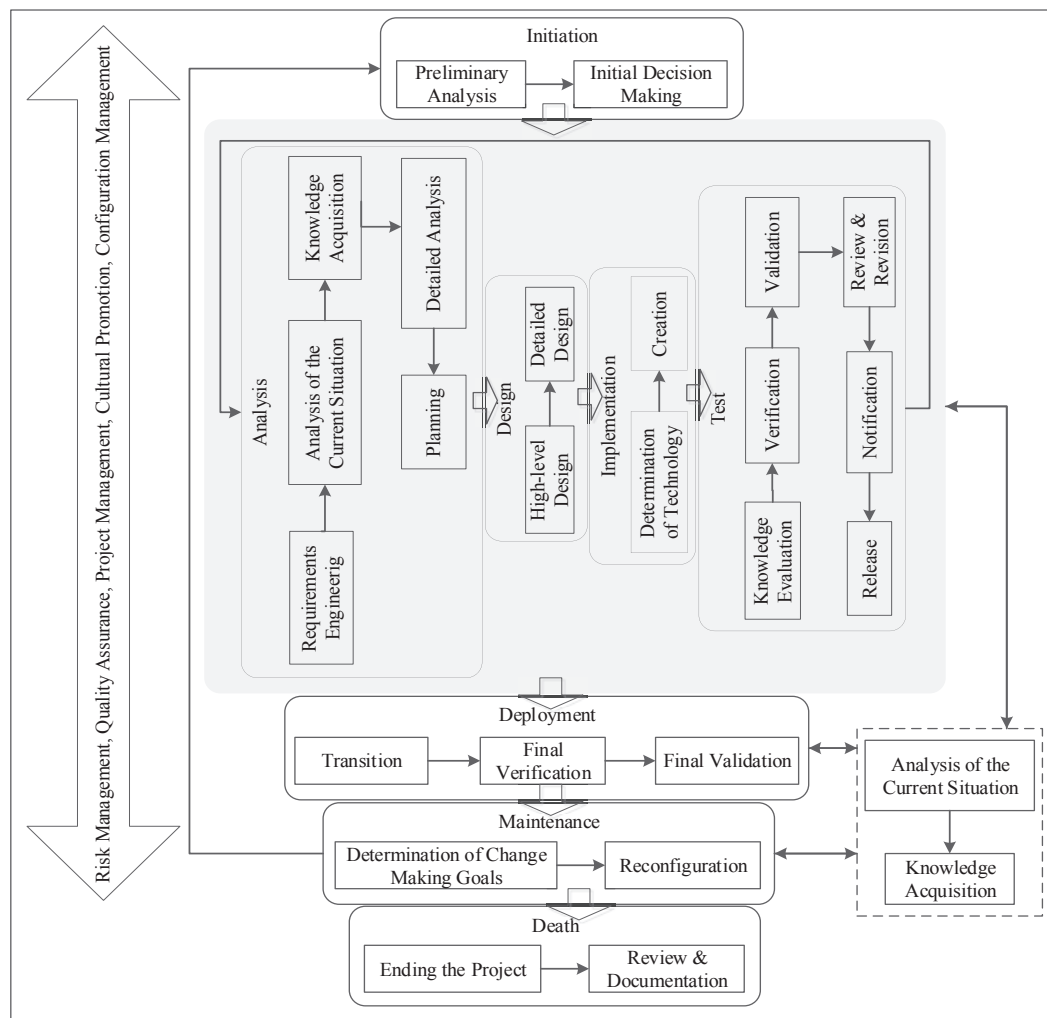 Risk Management, Quality Assurance, Project Management, Cultural Promotion, Configuration Management
Initiation
Preliminary
Analysis
Initial Decision
Making
Analysis
Requirements
Engineerig
Analysis of the
Current Situation
Knowledge
Acquisition
Detailed Analysis
Planning
Design
High-level
Design
Detailed
Design
Implementation
Determination
of Technology
Creation
Test
Knowledge
Evaluation
Verification
Validation
Review &
Revision
Notification
Release
Deployment
Transition
Final
Verification
Final Validation
Analysis of the
Current Situation
Knowledge
Acquisition
Maintenance
Determination of Change
Making Goals
Reconfiguration
Death
Ending the Project
Review &
Documentation